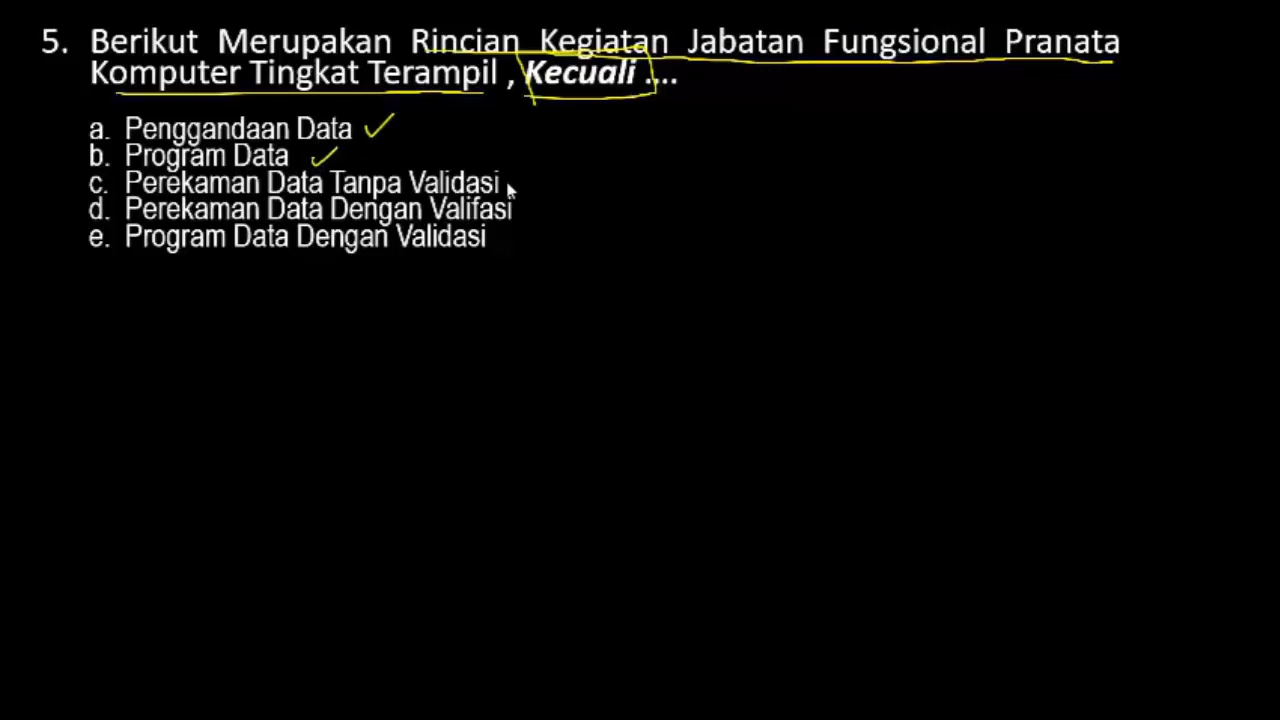 5. Berikut Merupakan Rincian Kegiatan Jabatan Fungsional Pranata
Komputer Tingkat Terampil , Kecuali ....
a. Penggandaan Data
b. Program Data
c. Perekaman Data Tanpa Validasi
d. Perekaman Data Dengan Valifasi
e. Program Data Dengan Validasi